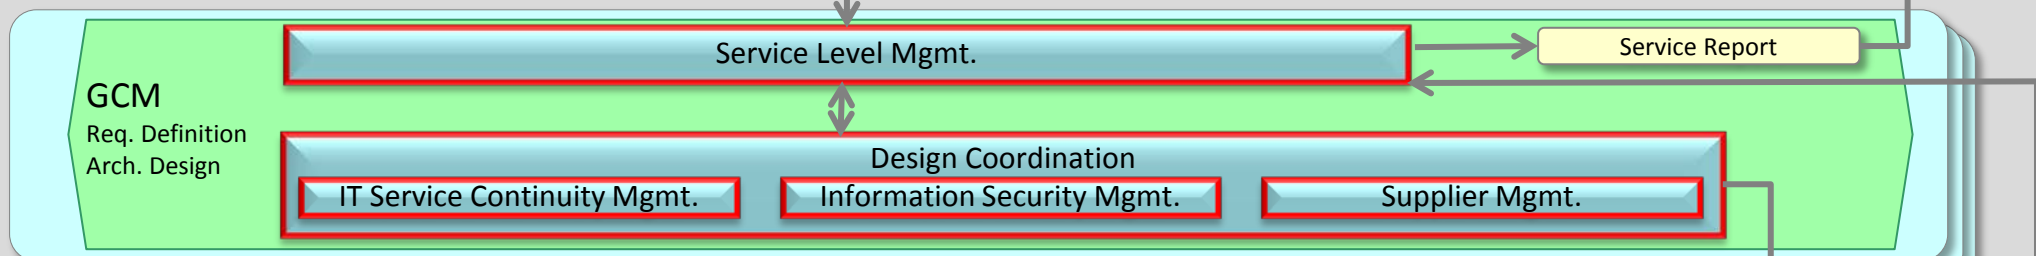 Service Level Mgmt.
Service Report
GCM
Req. Definition
Arch. Design
Design Coordination
IT Service Continuity Mgmt.
Information Security Mgmt.
Supplier Mgmt.